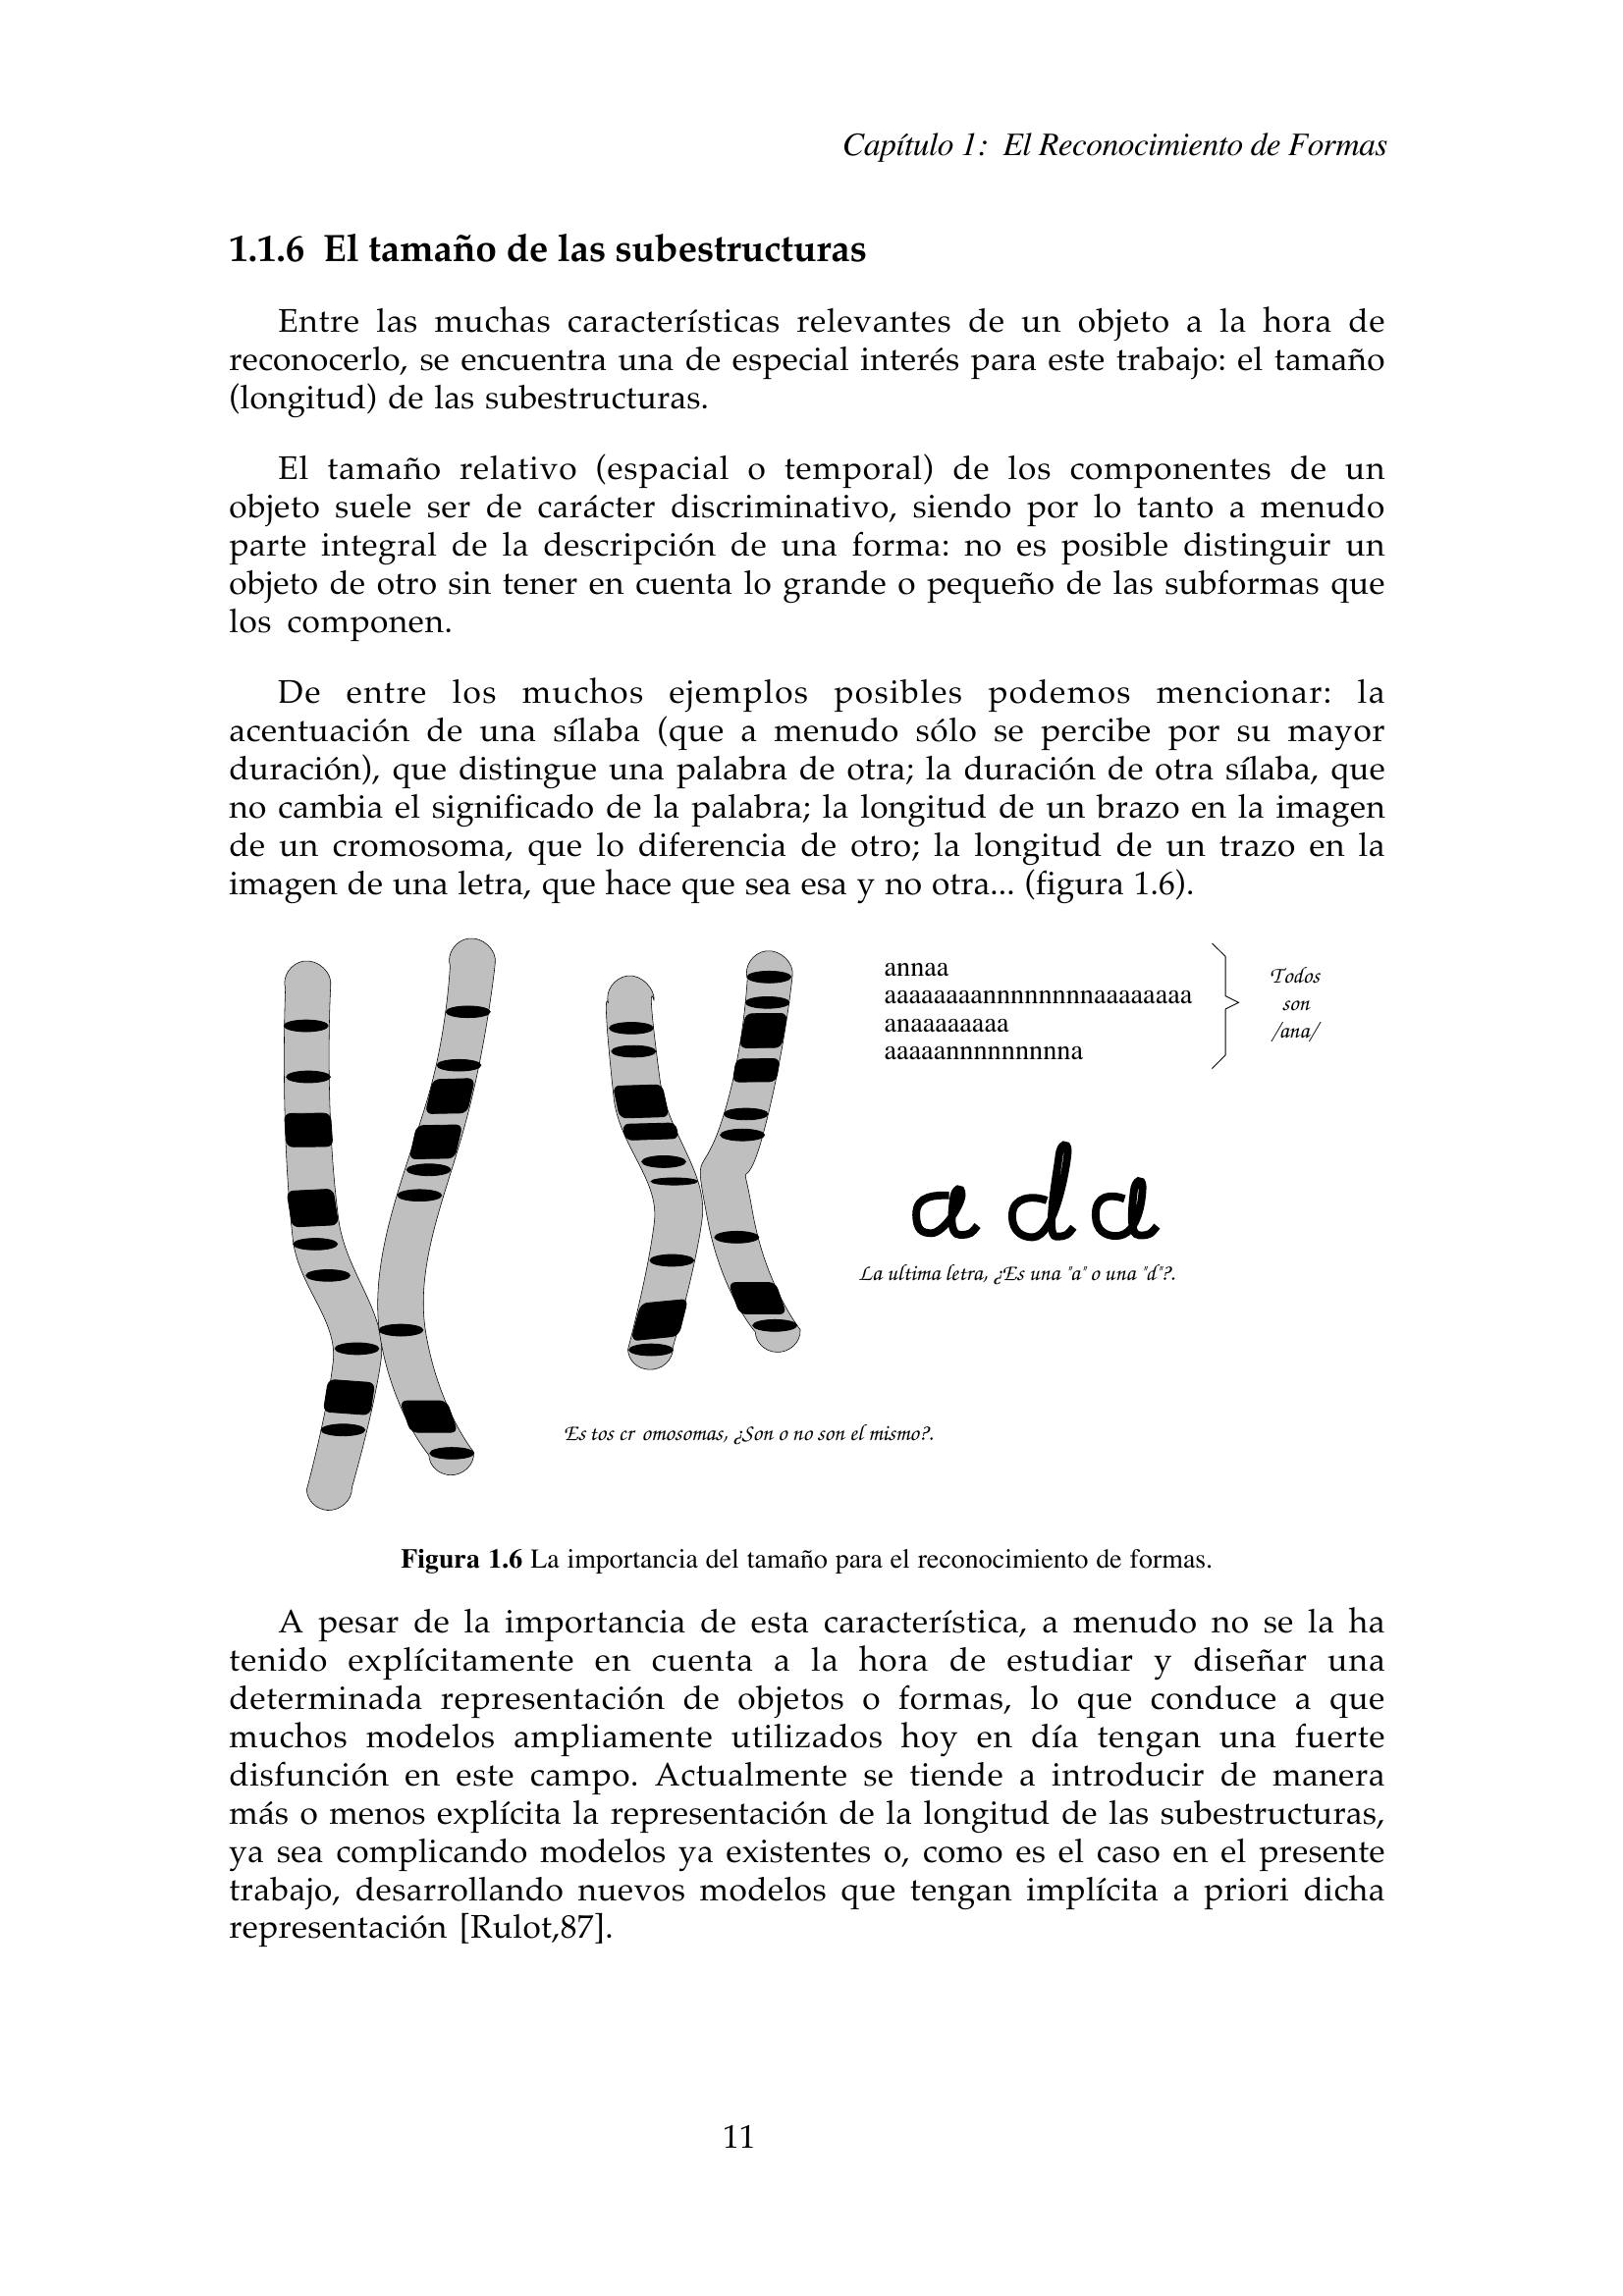 Capítulo 1: El Reconocimiento de Formas
1.1.6 El tamaño de las subestructuras
Entre las muchas características relevantes de un objeto a la hora de
reconocerlo, se encuentra una de especial interés para este trabajo: el tamaño
(longitud) de las subestructuras.
El tamaño relativo (espacial o temporal) de los componentes de un
objeto suele ser de carácter discriminativo, siendo por lo tanto a menudo
parte integral de la descripción de una forma: no es posible distinguir un
objeto de otro sin tener en cuenta lo grande o pequeño de las subformas que
los componen.
De entre los muchos ejemplos posibles podemos mencionar: la
acentuación de una sílaba (que a menudo sólo se percibe por su mayor
duración), que distingue una palabra de otra; la duración de otra sílaba, que
no cambia el significado de la palabra; la longitud de un brazo en la imagen
de un cromosoma, que lo diferencia de otro; la longitud de un trazo en la
imagen de una letra, que hace que sea esa y no otra... (figura 1.6).
annaa
aaaaaaaannnnnnnnaaaaaaaa
anaaaaaaaa
aaaaannnnnnnnnna
Todos
son
/ana/
a d a
La ultima letra, ¿Es una "a" o una "d"?.
Es tos cr omosomas, ¿Son o no son el mismo?.
Figura 1.6 La importancia del tamaño para el reconocimiento de formas.
A pesar de la importancia de esta característica, a menudo no se la ha
tenido explícitamente en cuenta a la hora de estudiar y diseñar una
determinada representación de objetos o formas, lo que conduce a que
muchos modelos ampliamente utilizados hoy en día tengan una fuerte
disfunción en este campo. Actualmente se tiende a introducir de manera
más o menos explícita la representación de la longitud de las subestructuras,
ya sea complicando modelos ya existentes o, como es el caso en el presente
trabajo, desarrollando nuevos modelos que tengan implícita a priori dicha
representación [Rulot,87].
11